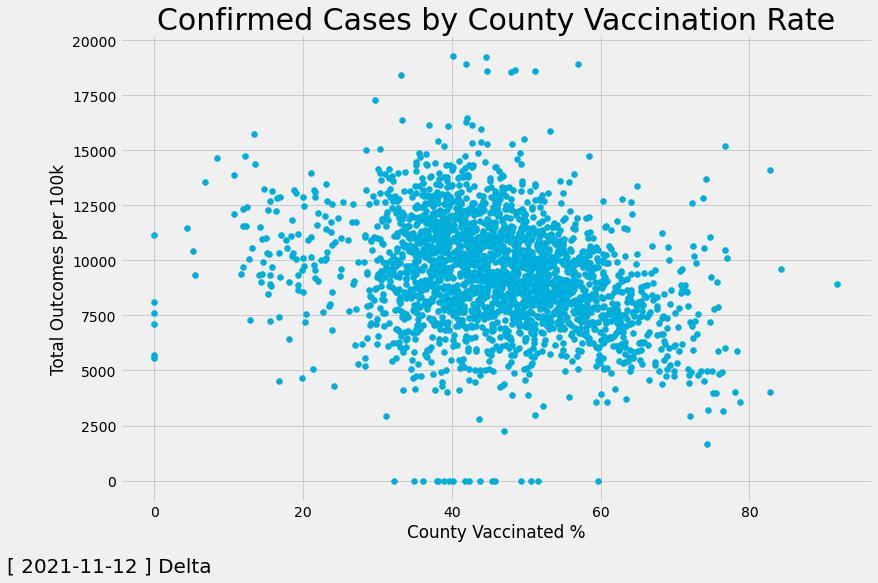 Confirmed Cases by County Vaccination Rate
Total Outcomes per 100k
20000
17500
15000
12500
10000
7500
5000
2500
0
0 20 40 60 80
County Vaccinated %
[ 2021-11-12 ] Delta